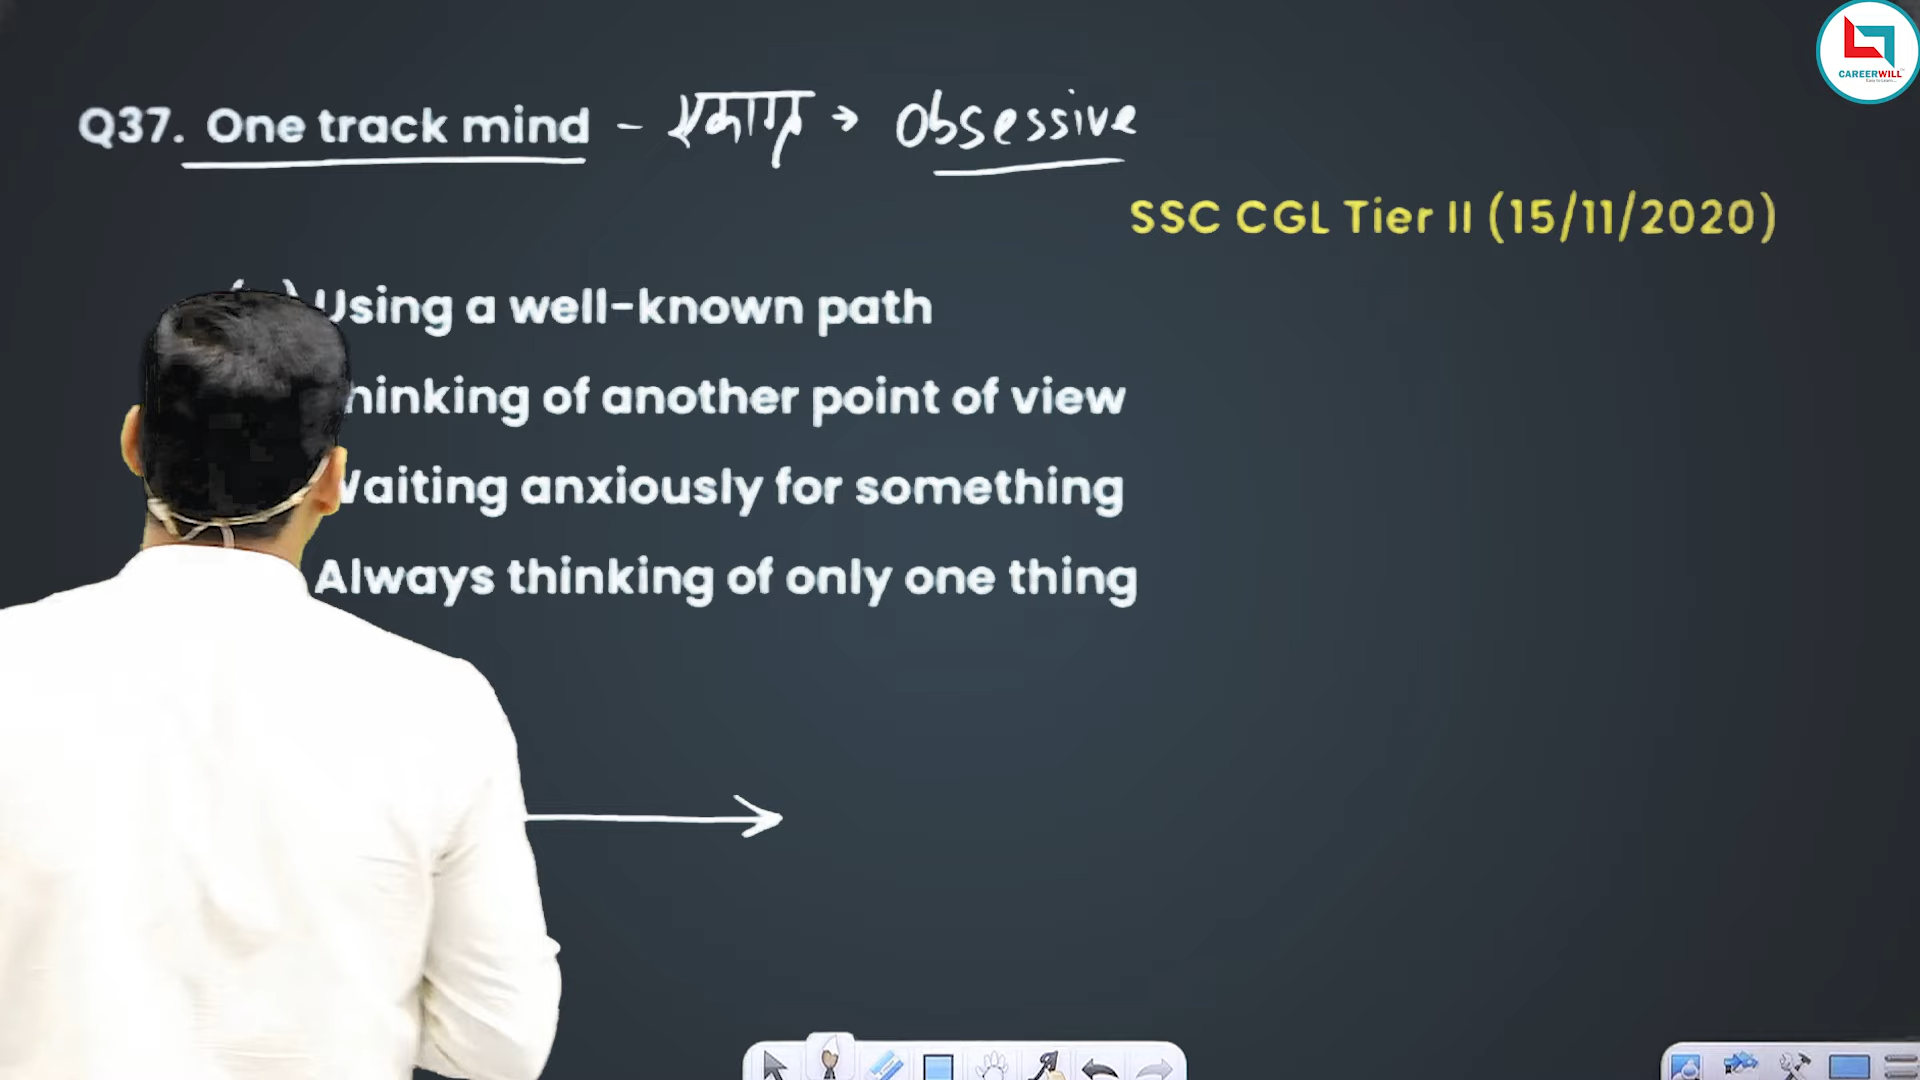 CAREERWILL
Q37. One track mind - एकाग्र → Obsessive
SSC CGL Tier II (15/11/2020)
Using a well-known path
hinking of another point of view
Waiting anxiously for something
Always thinking of only one thing